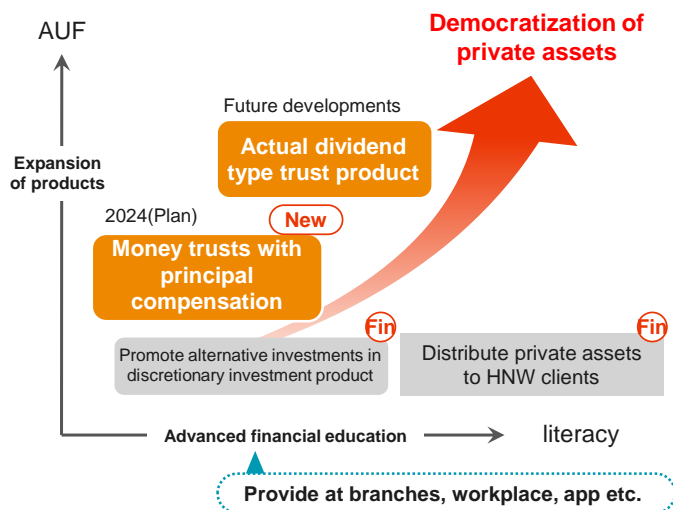 AUF
Democratization of
private assets
Future developments
Actual dividend
type trust product
Expansion
of products
2024(Plan)
New
Money trusts with
principal
compensation
Fin
Promote alternative investments in
discretionary investment product
Fin
Distribute private assets
to HNW clients
Advanced financial education
literacy
Provide at branches, workplace, app etc.